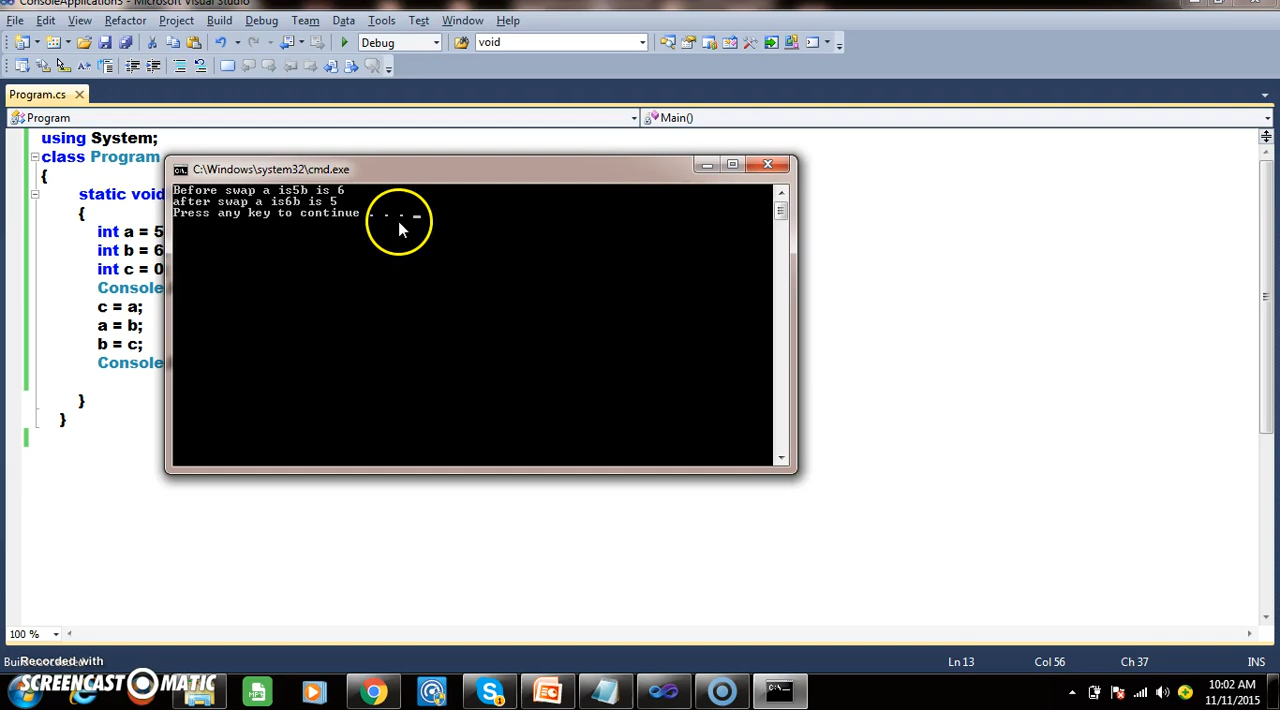 ConsoleApplication3 - Microsoft Visual Studio
File Edit View Refactor Project Build Debug Team Data Tools Test Window Help
Debug void
Program.cs
Program Main()
using System;
class Program
{
C:\Windows\system32\cmd.exe
Before swap a is5b is 6
after swap a is6b is 5
Press any key to continue . . . _
static void
{
int a = 5
int b = 6
int c = 0
Console
c = a;
a = b;
b = c;
Console
}
}
100 %
Ln 13 Col 56 Ch 37 INS
Recorded with
SCREENCAST O MATIC
MP3
10:02 AM
11/11/2015